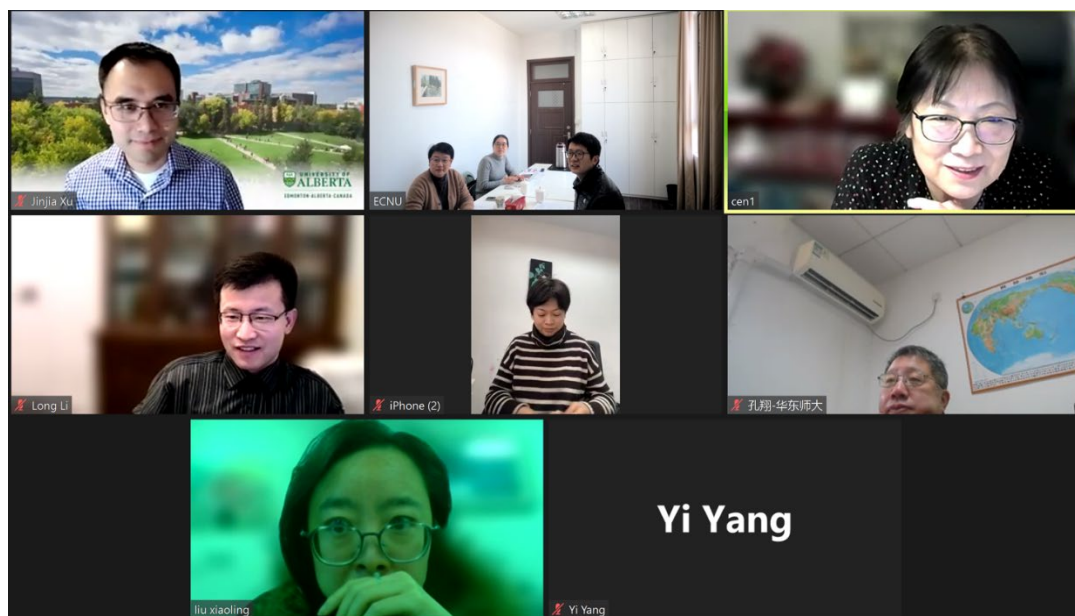 UNIVERSITY OF
ALBERTA
EDMONTON·ALBERTA·CANADA
Jinjia Xu
ECNU
cen1
Long Li
iPhone (2)
孔翔-华东师大
Yi Yang
liu xiaoling
Yi Yang